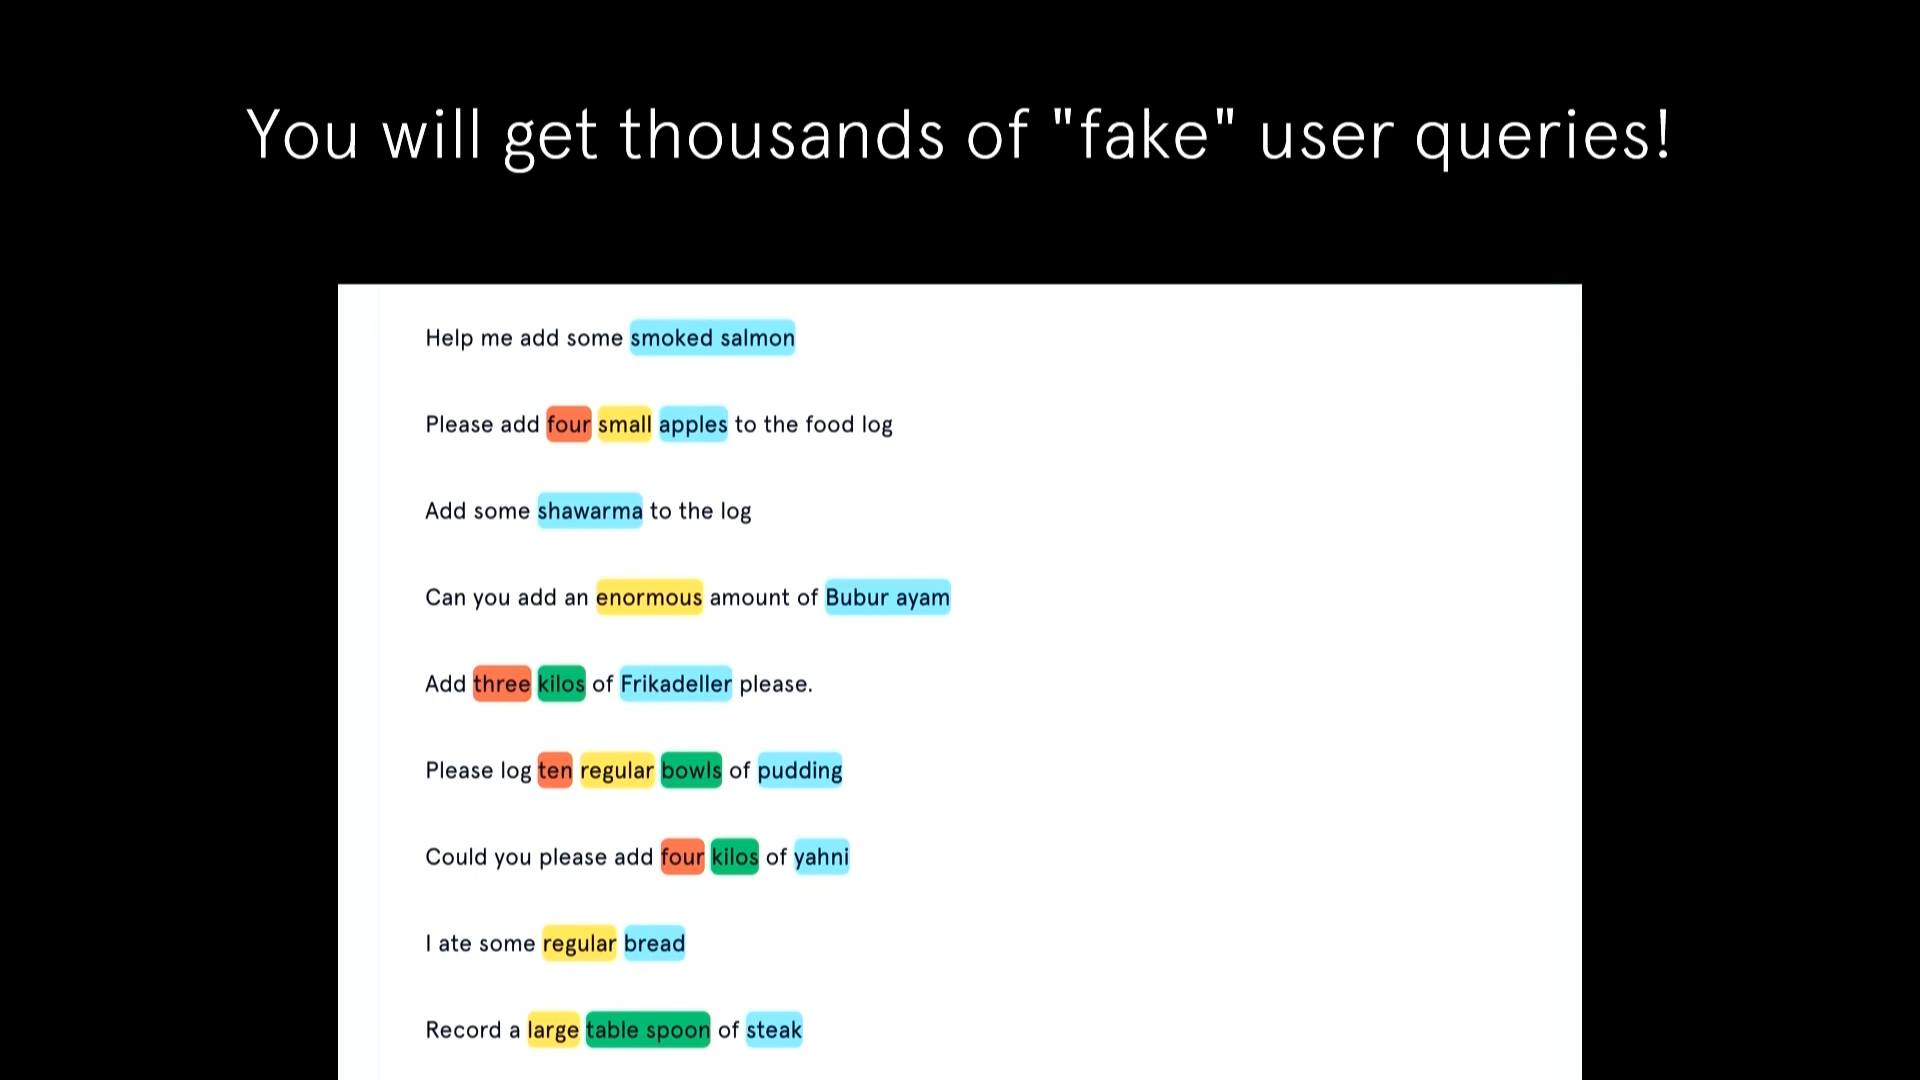 You will get thousands of "fake" user queries!
Help me add some smoked salmon
Please add four small apples to the food log
Add some shawarma to the log
Can you add an enormous amount of Bubur ayam
Add three kilos of Frikadeller please.
Please log ten regular bowls of pudding
Could you please add four kilos of yahni
I ate some regular bread
Record a large table spoon of steak